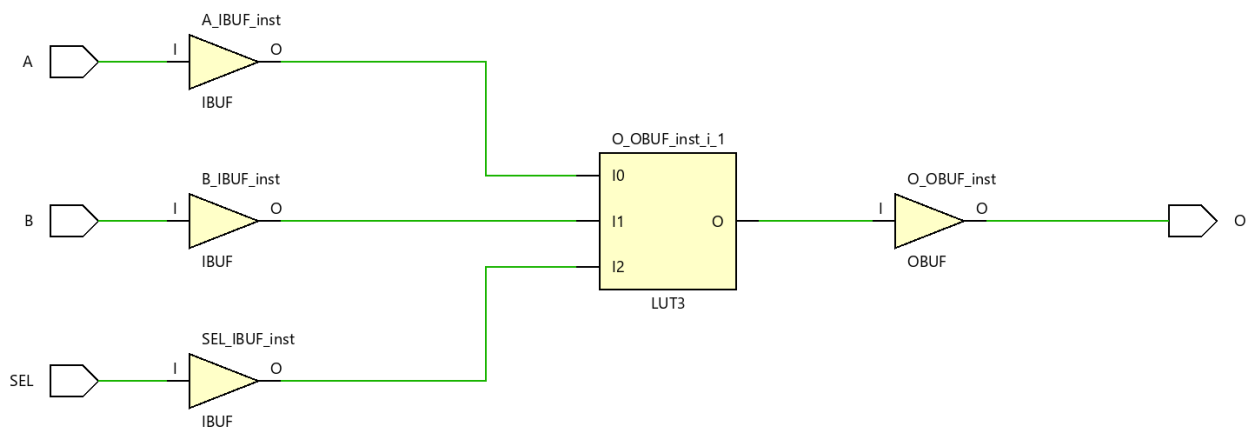 A_IBUF_inst
A
I
O
IBUF
O_OBUF_inst_i_1
I0
B_IBUF_inst
O_OBUF_inst
B
I
O
I1
O
I
O
O
IBUF
OBUF
I2
LUT3
SEL_IBUF_inst
SEL
I
O
IBUF